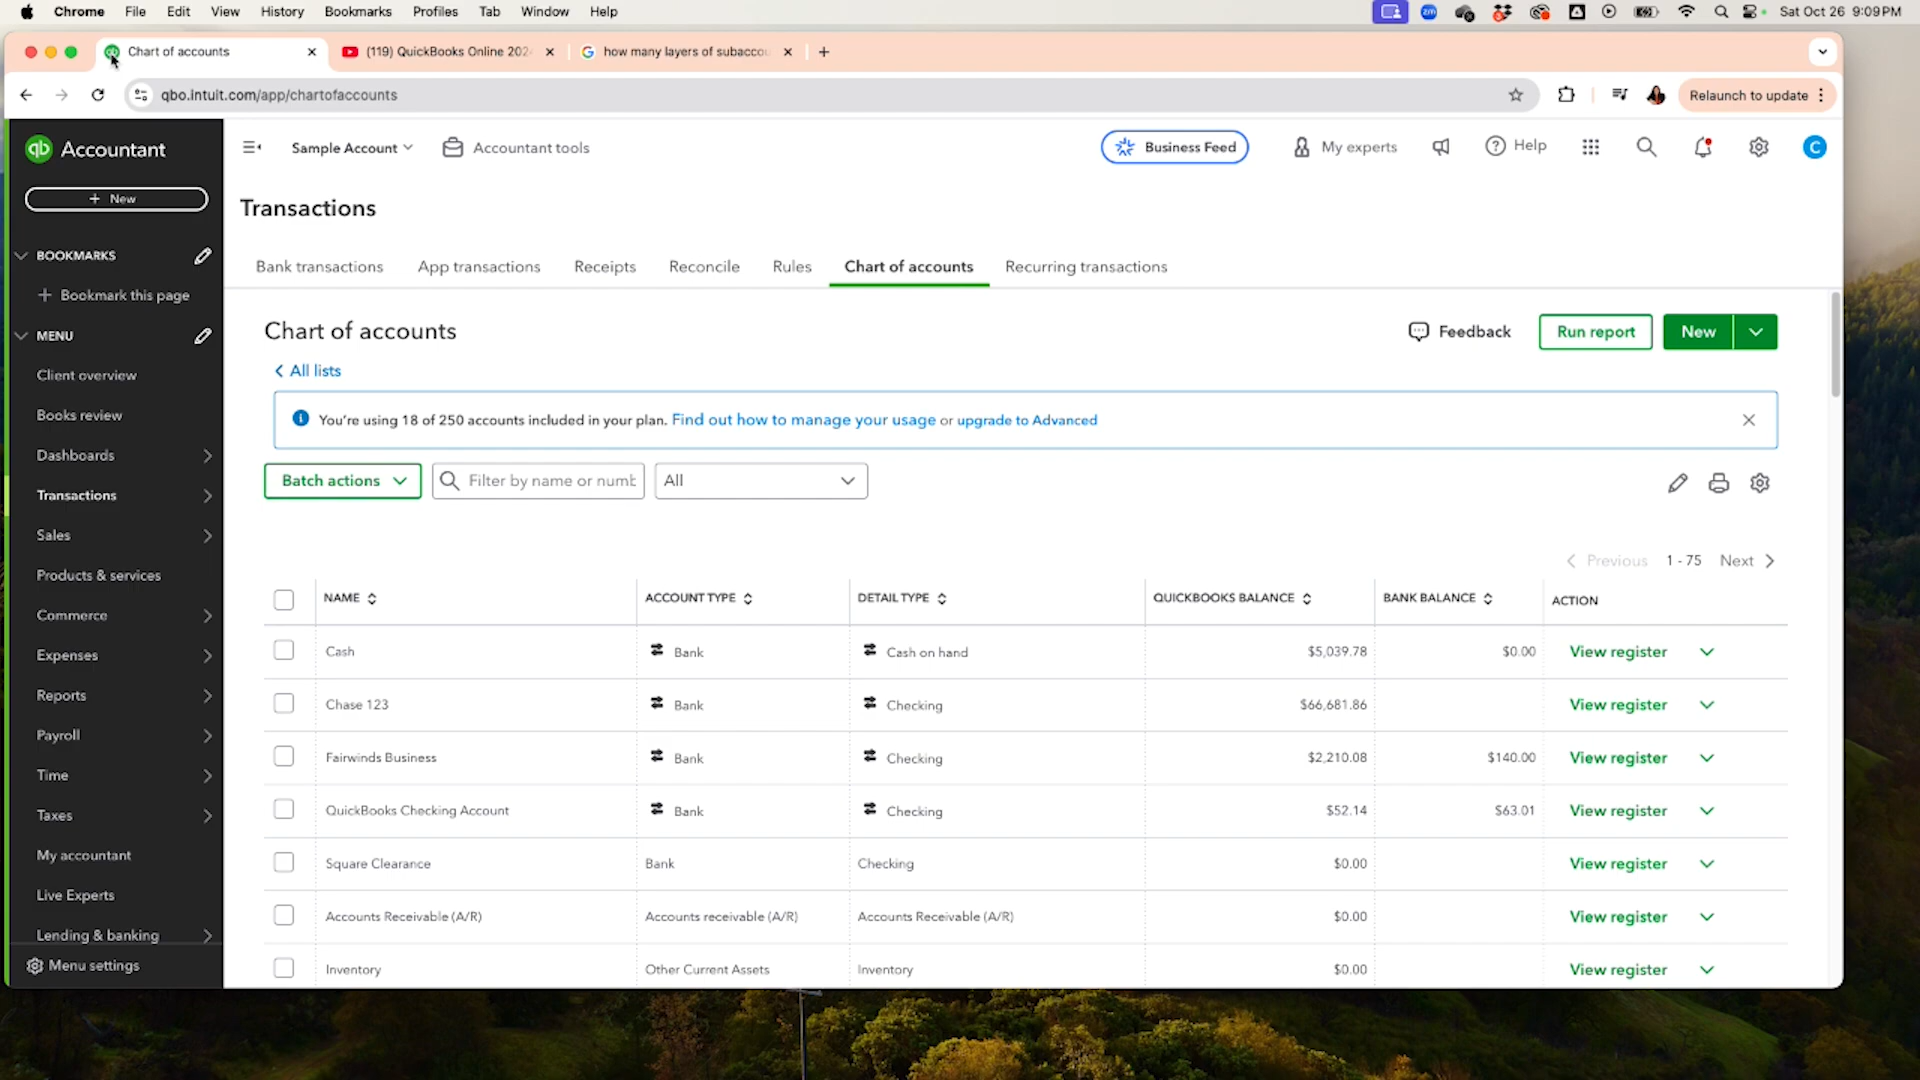 Chrome File Edit View History Bookmarks Profiles Tab Window Help
zm
Sat Oct 26 9:09 PM
Chart of accounts
(119) QuickBooks Online 202
how many layers of subaccou
qbo.intuit.com/app/chartofaccounts
Relaunch to update
qb Accountant
Sample Account
Accountant tools
Business Feed
My experts
Help
C
+ New
BOOKMARKS
+ Bookmark this page
MENU
Client overview
Books review
Dashboards
Transactions
Sales
Products & services
Commerce
Expenses
Reports
Payroll
Time
Taxes
My accountant
Live Experts
Lending & banking
Menu settings
Transactions
Bank transactions App transactions Receipts Reconcile Rules Chart of accounts Recurring transactions
Chart of accounts
Feedback
Run report
New
All lists
You're using 18 of 250 accounts included in your plan. Find out how to manage your usage or upgrade to Advanced
Batch actions
Filter by name or numb
All
Previous 1 - 75 Next
NAME ACCOUNT TYPE DETAIL TYPE QUICKBOOKS BALANCE BANK BALANCE ACTION
Cash Bank Cash on hand $5,039.78 $0.00 View register
Chase 123 Bank Checking $66,681.86 View register
Fairwinds Business Bank Checking $2,210.08 $140.00 View register
QuickBooks Checking Account Bank Checking $52.14 $63.01 View register
Square Clearance Bank Checking $0.00 View register
Accounts Receivable (A/R) Accounts receivable (A/R) Accounts Receivable (A/R) $0.00 View register
Inventory Other Current Assets Inventory $0.00 View register